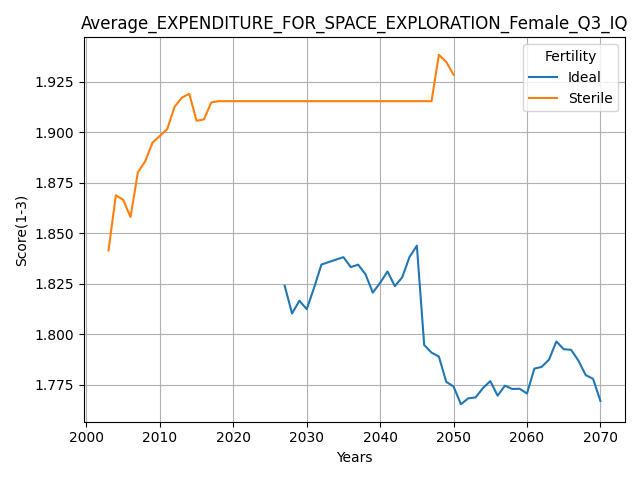 Average_EXPENDITURE_FOR_SPACE_EXPLORATION_Female_Q3_IQ
Fertility
Ideal
Sterile
Score(1-3)
1.925
1.900
1.875
1.850
1.825
1.800
1.775
2000 2010 2020 2030 2040 2050 2060 2070
Years